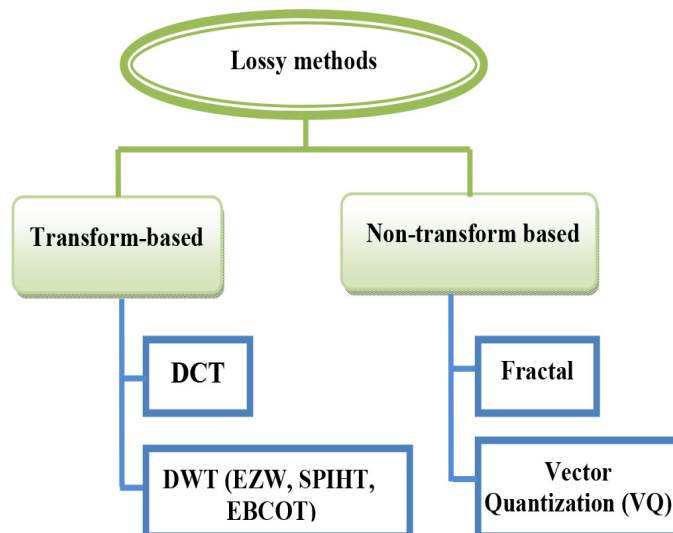 Lossy methods
Transform-based
Non-transform based
DCT
Fractal
DWT (EZW, SPIHT,
EBCOT)
Vector
Quantization (VQ)